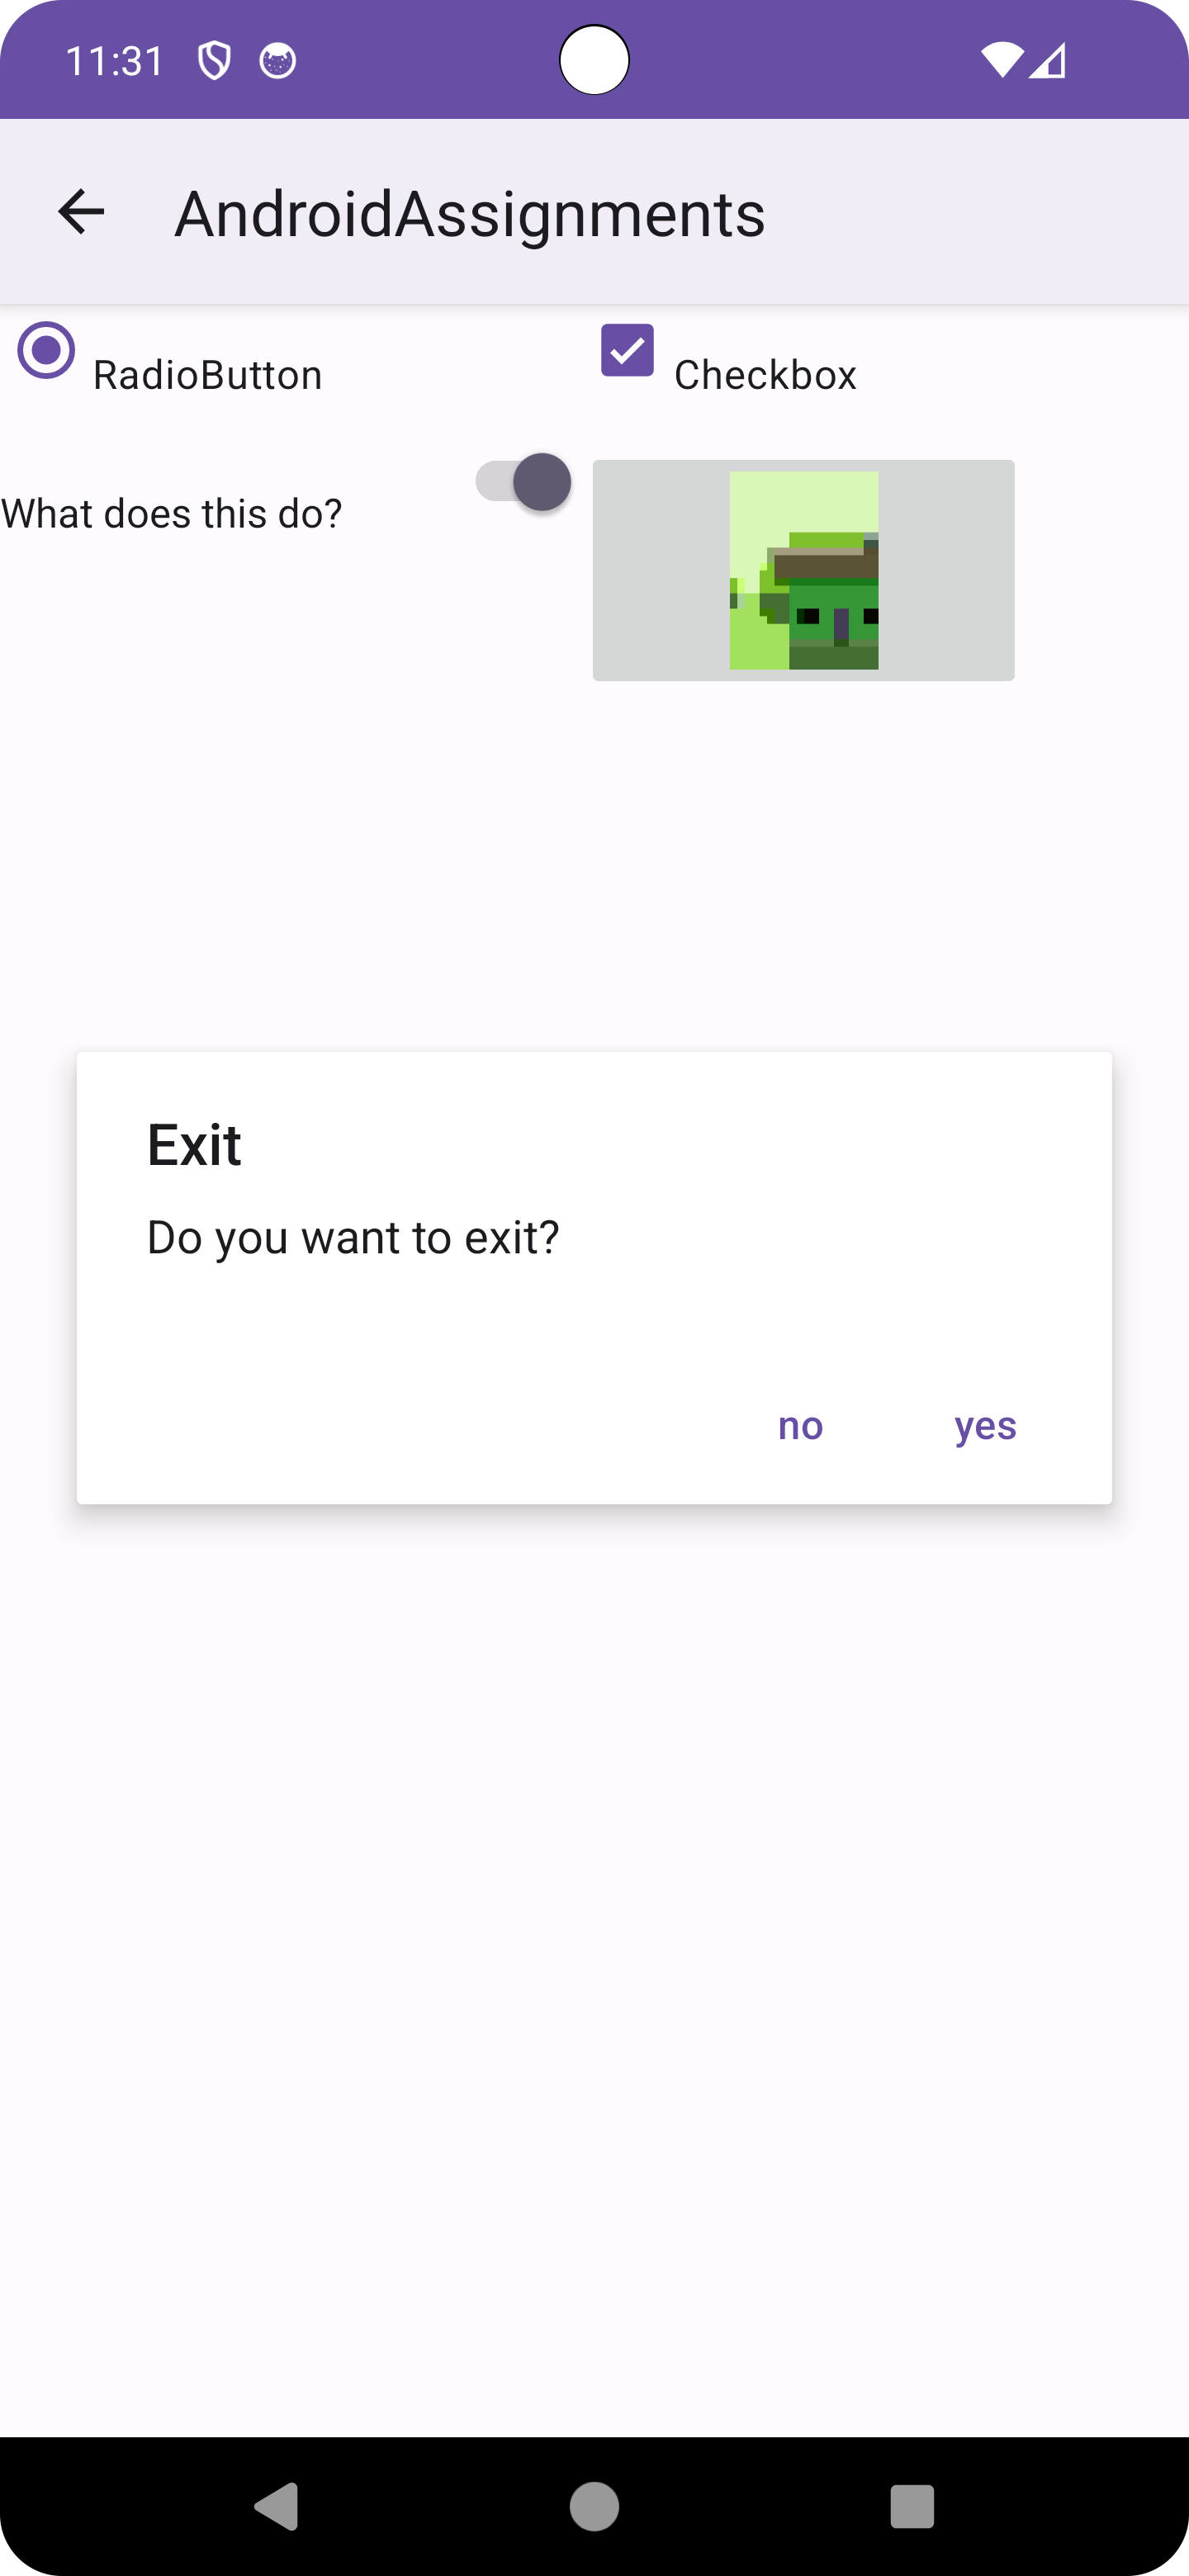 11:31
AndroidAssignments
RadioButton
Checkbox
What does this do?
Exit
Do you want to exit?
no
yes